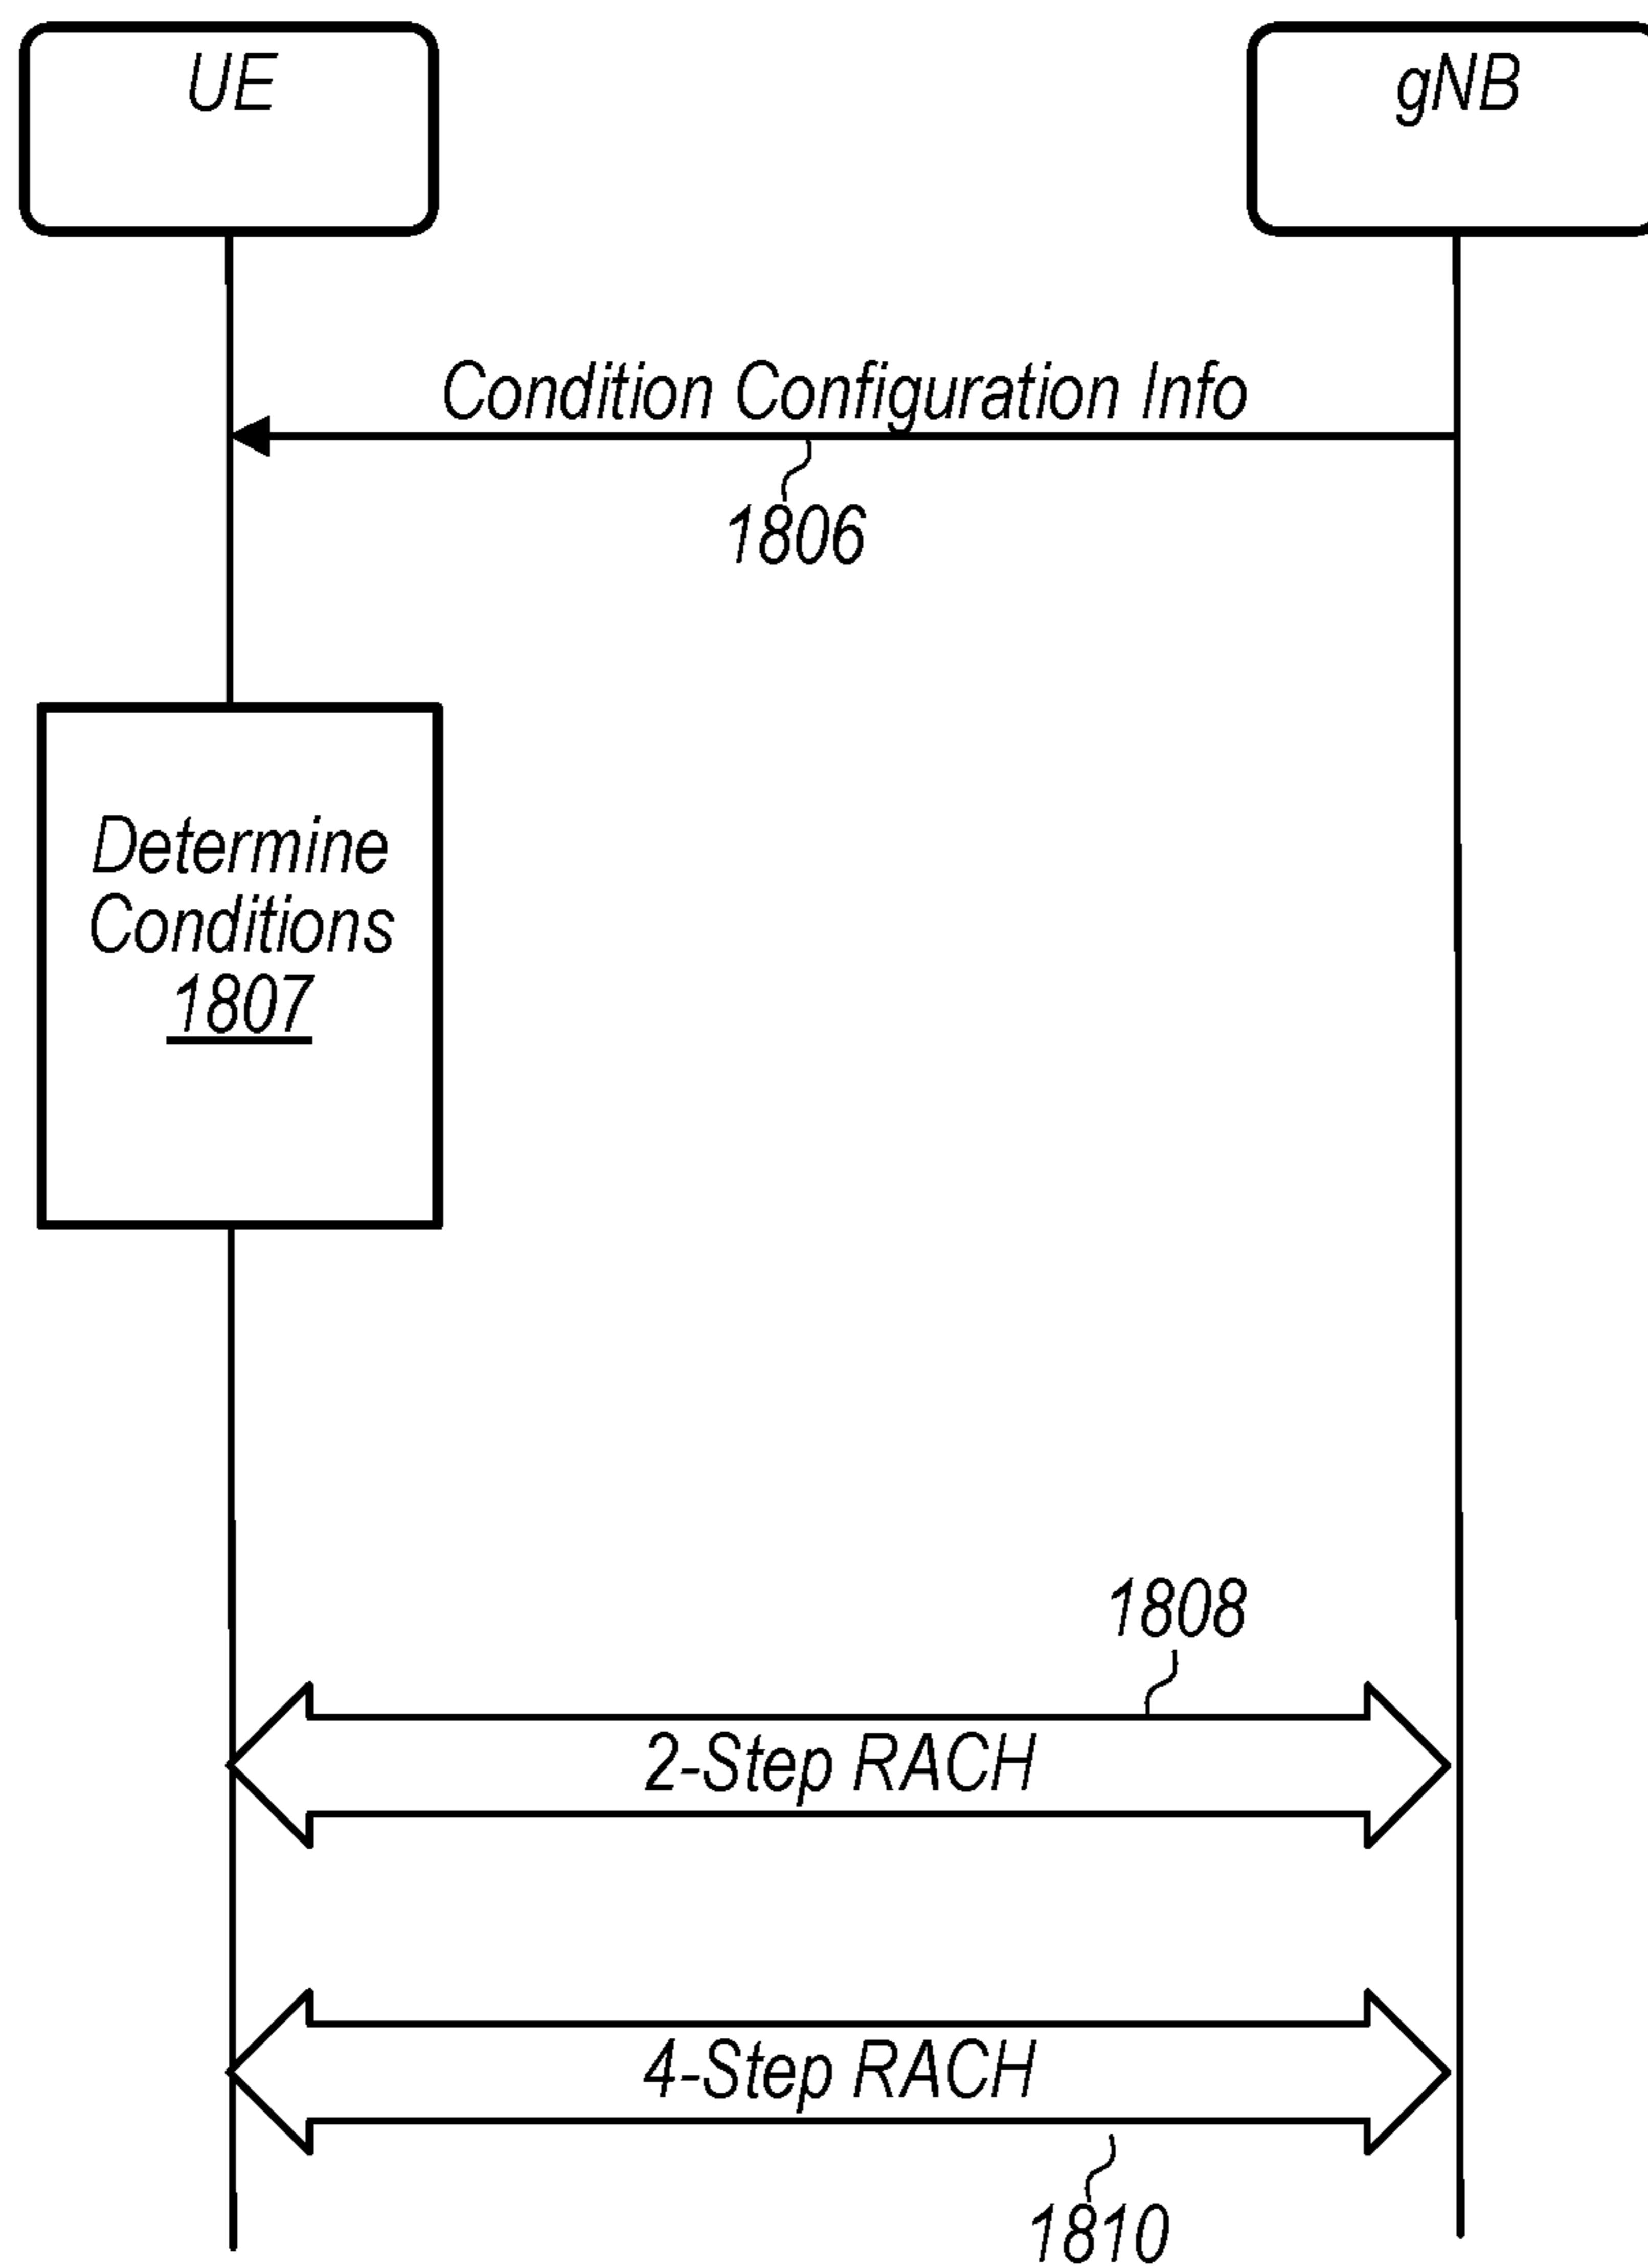 UE
gNB
Condition Configuration Info
1806
Determine
Conditions
1807
1808
2-Step RACH
4-Step RACH
1810